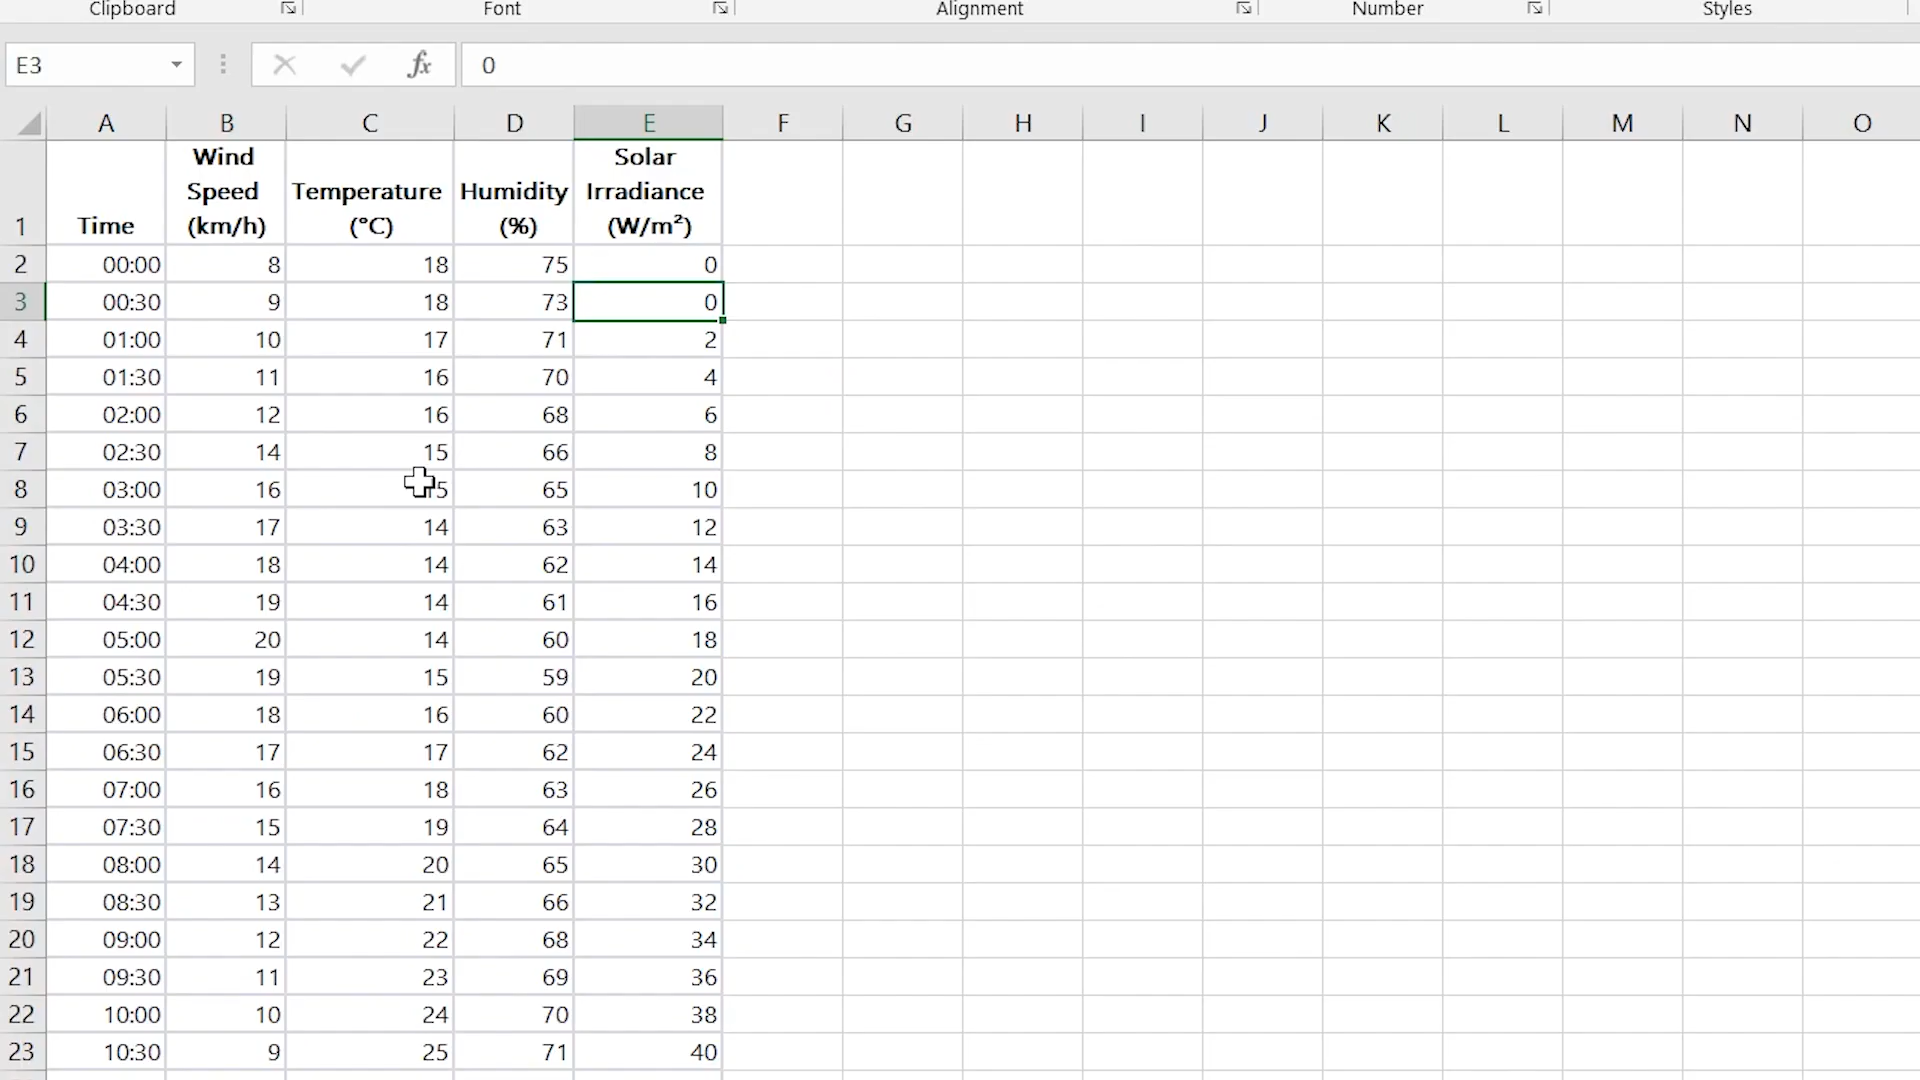 Clipboard Font Alignment Number Styles
E3 fx 0
A B C D E F G H I J K L M N O
1 Time Wind Speed (km/h) Temperature (°C) Humidity (%) Solar Irradiance (W/m²)
2 00:00 8 18 75 0
3 00:30 9 18 73 0
4 01:00 10 17 71 2
5 01:30 11 16 70 4
6 02:00 12 16 68 6
7 02:30 14 15 66 8
8 03:00 16 15 65 10
9 03:30 17 14 63 12
10 04:00 18 14 62 14
11 04:30 19 14 61 16
12 05:00 20 14 60 18
13 05:30 19 15 59 20
14 06:00 18 16 60 22
15 06:30 17 17 62 24
16 07:00 16 18 63 26
17 07:30 15 19 64 28
18 08:00 14 20 65 30
19 08:30 13 21 66 32
20 09:00 12 22 68 34
21 09:30 11 23 69 36
22 10:00 10 24 70 38
23 10:30 9 25 71 40